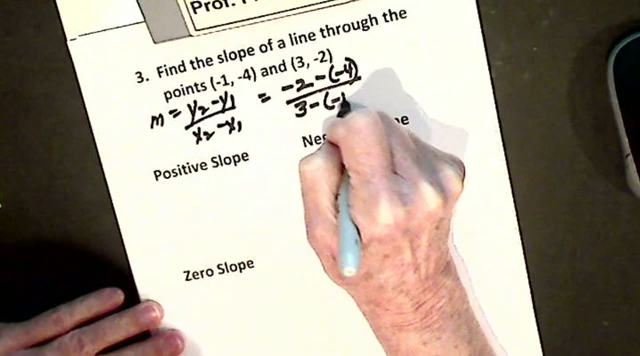 Prof.
3. Find the slope of a line through the
points (-1, -4) and (3, -2)
m = y₂-y₁ / x₂-x₁ = -2-(-4) / 3-(-1
Positive Slope
Zero Slope